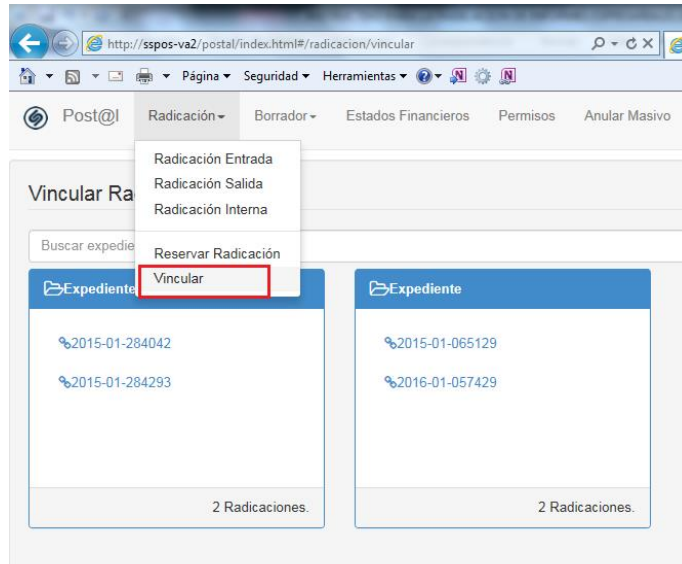 http://sspos-va2/postal/index.html#/radicacion/vincular
Página Seguridad Herramientas
Post@l Radicación Borrador Estados Financieros Permisos Anular Masivo
Radicación Entrada
Radicación Salida
Radicación Interna
Reservar Radicación
Vincular
Vincular Ra
Buscar expedie
Expediente
2015-01-284042
2015-01-284293
2 Radicaciones.
Expediente
2015-01-065129
2016-01-057429
2 Radicaciones.